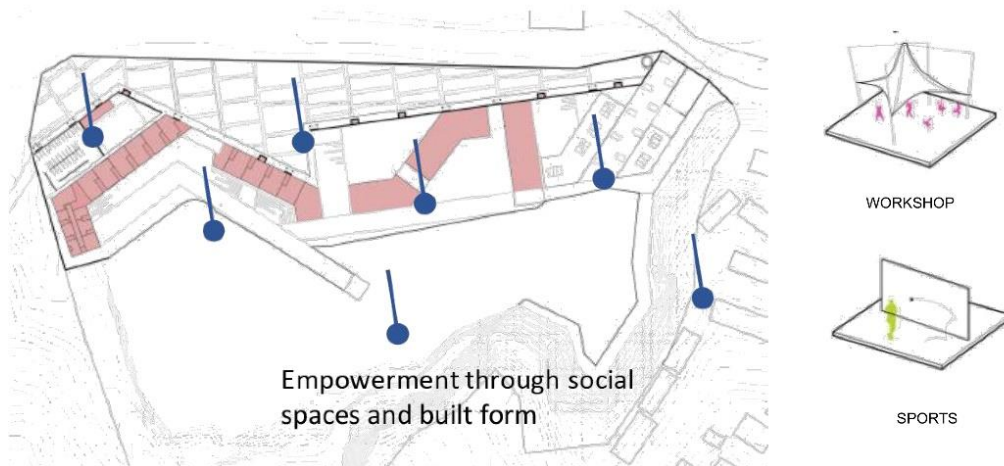 WORKSHOP
Empowerment through social
spaces and built form
SPORTS